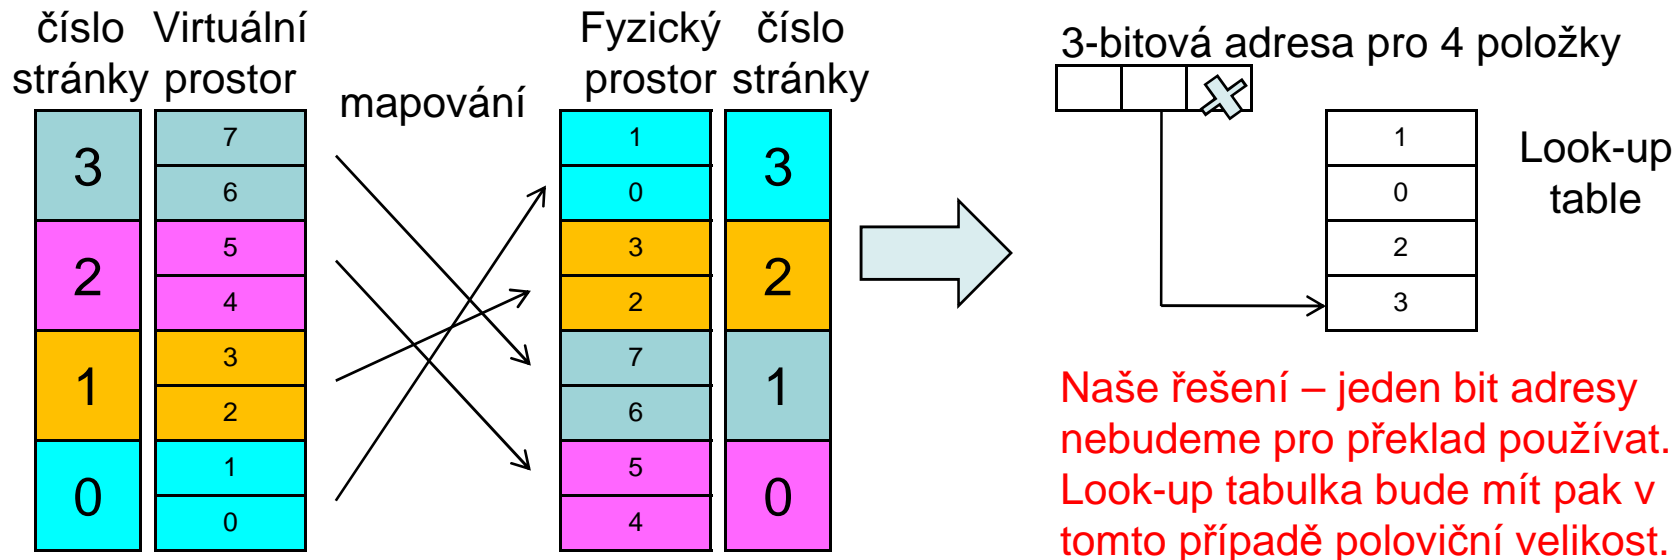 číslo Virtuální
stránky prostor
3
2
1
0
7
6
5
4
3
2
1
0
mapování
Fyzický číslo
prostor stránky
1
0
3
2
7
6
5
4
3
2
1
0
3-bitová adresa pro 4 položky
1
0
2
3
Look-up
table
Naše řešení – jeden bit adresy
nebudeme pro překlad používat.
Look-up tabulka bude mít pak v
tomto případě poloviční velikost.